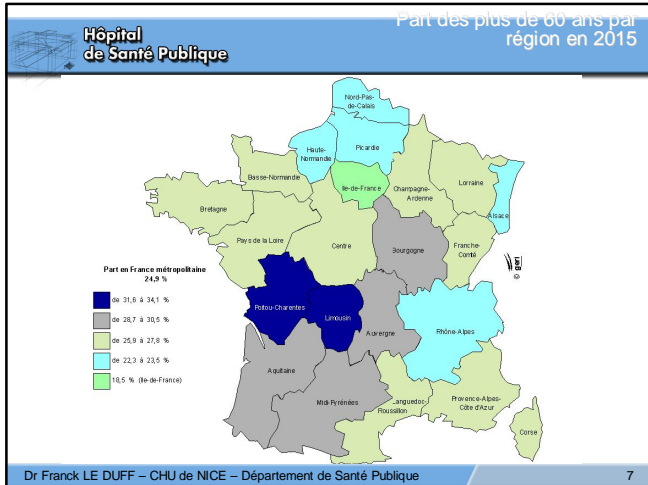 Hôpital
de Santé Publique
Part des plus de 60 ans par
région en 2015
Nord-Pas-
de-Calais
Haute-
Normandie
Picardie
Basse-Normandie
Ile-de-France
Champagne-
Ardenne
Lorraine
Alsace
Bretagne
Pays de la Loire
Centre
Bourgogne
Franche-
Comté
© geri
Part en France métropolitaine
24,9 %
de 31,6 à 34,1 %
de 28,7 à 30,5 %
de 25,9 à 27,8 %
de 22,3 à 23,5 %
18,5 % (Ile-de-France)
Poitou-Charentes
Limousin
Auvergne
Rhône-Alpes
Aquitaine
Midi-Pyrénées
Languedoc-
Roussillon
Provence-Alpes-
Côte d'Azur
Corse
Dr Franck LE DUFF – CHU de NICE – Département de Santé Publique
7